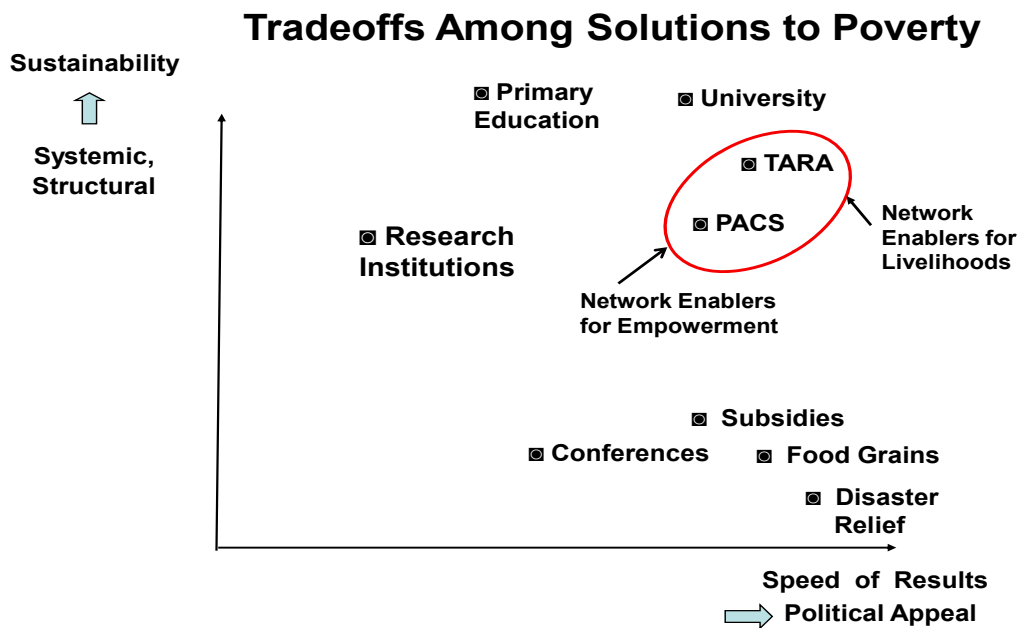 Tradeoffs Among Solutions to Poverty
Sustainability
Systemic,
Structural
Primary
Education
University
TARA
PACS
Network
Enablers for
Livelihoods
Research
Institutions
Network Enablers
for Empowerment
Subsidies
Conferences
Food Grains
Disaster
Relief
Speed of Results
Political Appeal